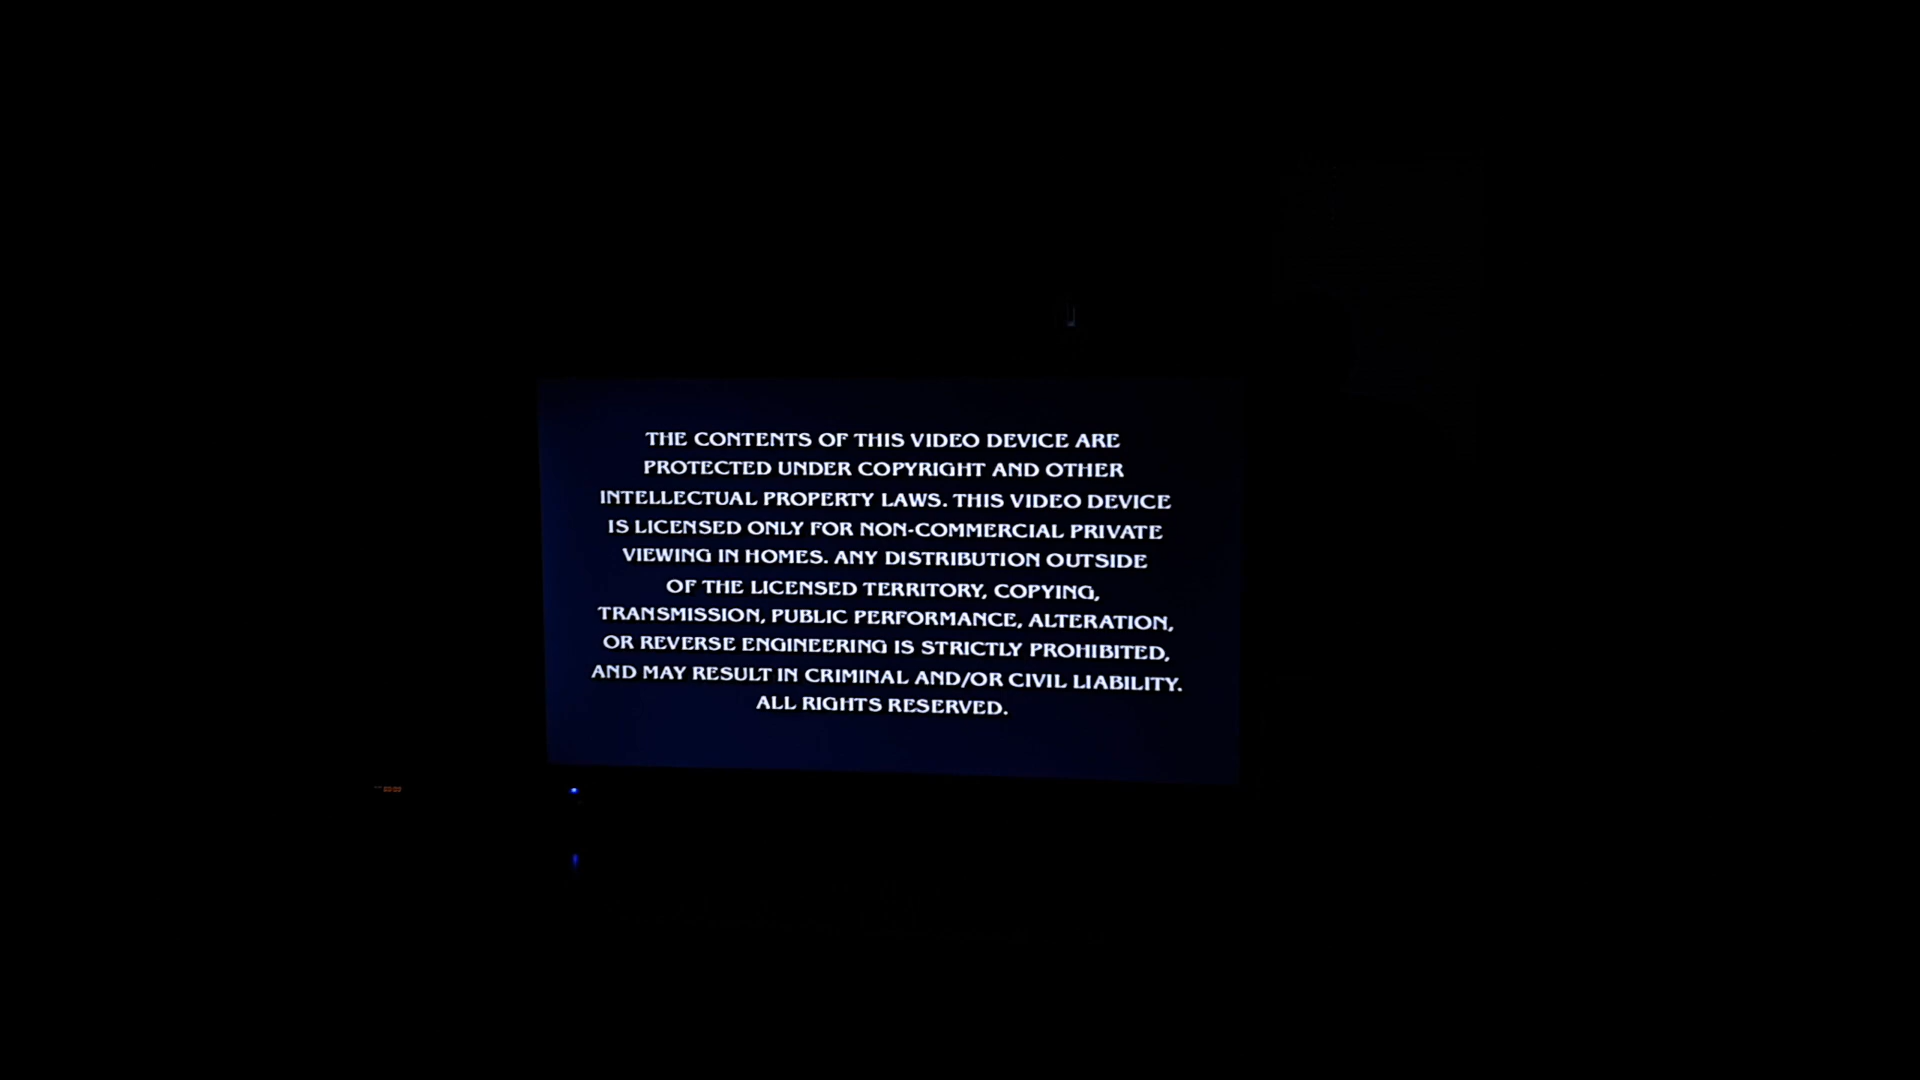 THE CONTENTS OF THIS VIDEO DEVICE ARE
PROTECTED UNDER COPYRIGHT AND OTHER
INTELLECTUAL PROPERTY LAWS. THIS VIDEO DEVICE
IS LICENSED ONLY FOR NON-COMMERCIAL PRIVATE
VIEWING IN HOMES. ANY DISTRIBUTION OUTSIDE
OF THE LICENSED TERRITORY, COPYING,
TRANSMISSION, PUBLIC PERFORMANCE, ALTERATION,
OR REVERSE ENGINEERING IS STRICTLY PROHIBITED,
AND MAY RESULT IN CRIMINAL AND/OR CIVIL LIABILITY.
ALL RIGHTS RESERVED.